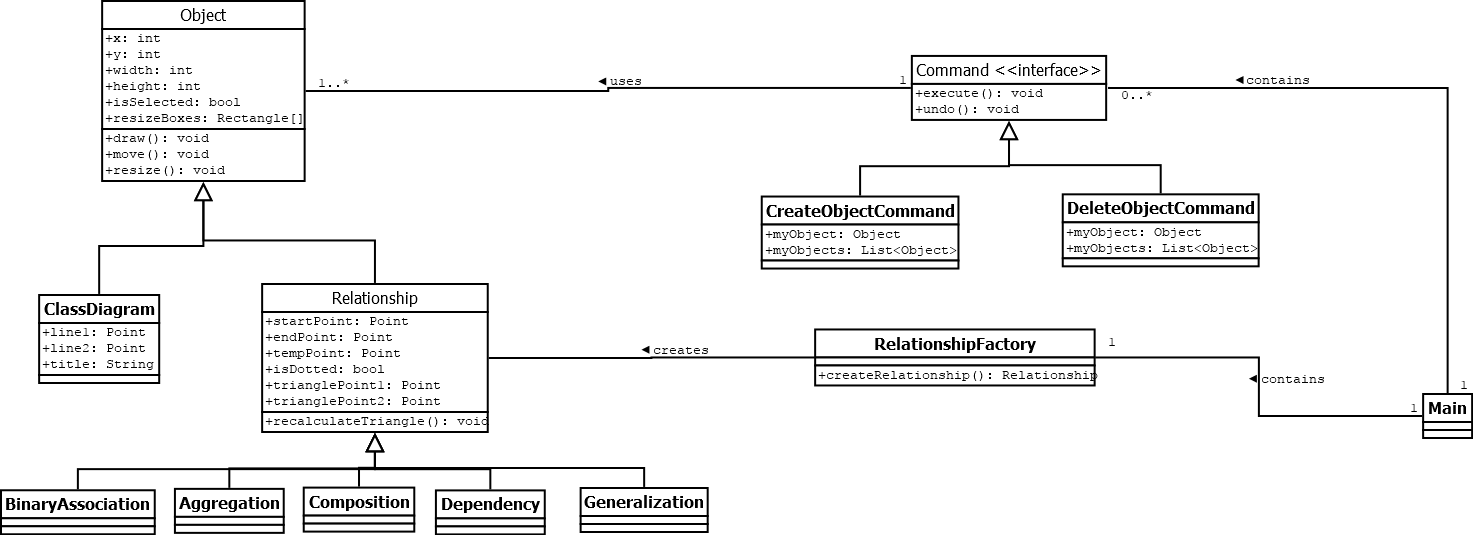 Object
+x: int
+y: int
+width: int
+height: int
+isSelected: bool
+resizeBoxes: Rectangle[]
+draw(): void
+move(): void
+resize(): void
1..*
uses
1
Command <<interface>>
+execute(): void
+undo(): void
contains
0..*
CreateObjectCommand
+myObject: Object
+myObjects: List<Object>
DeleteObjectCommand
+myObject: Object
+myObjects: List<Object>
ClassDiagram
+line1: Point
+line2: Point
+title: String
Relationship
+startPoint: Point
+endPoint: Point
+tempPoint: Point
+isDotted: bool
+trianglePoint1: Point
+trianglePoint2: Point
+recalculateTriangle(): void
creates
RelationshipFactory
+createRelationship(): Relationship
1
contains
1
1
Main
BinaryAssociation
Aggregation
Composition
Dependency
Generalization